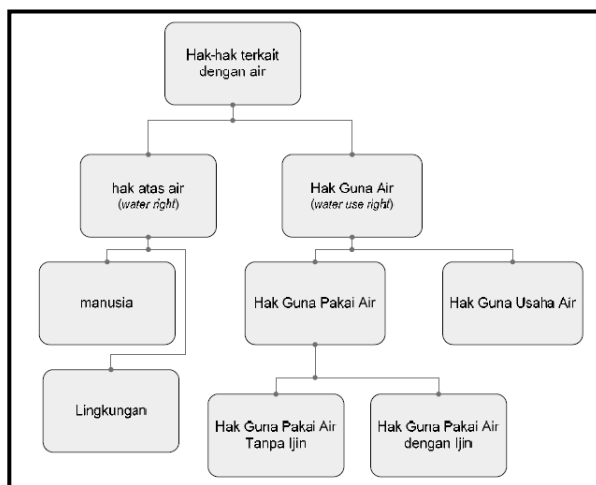 Hak-hak terkait
dengan air
hak atas air
(water right)
Hak Guna Air
(water use right)
manusia
Hak Guna Pakai Air
Hak Guna Usaha Air
Lingkungan
Hak Guna Pakai Air
Tanpa Ijin
Hak Guna Pakai Air
dengan Ijin